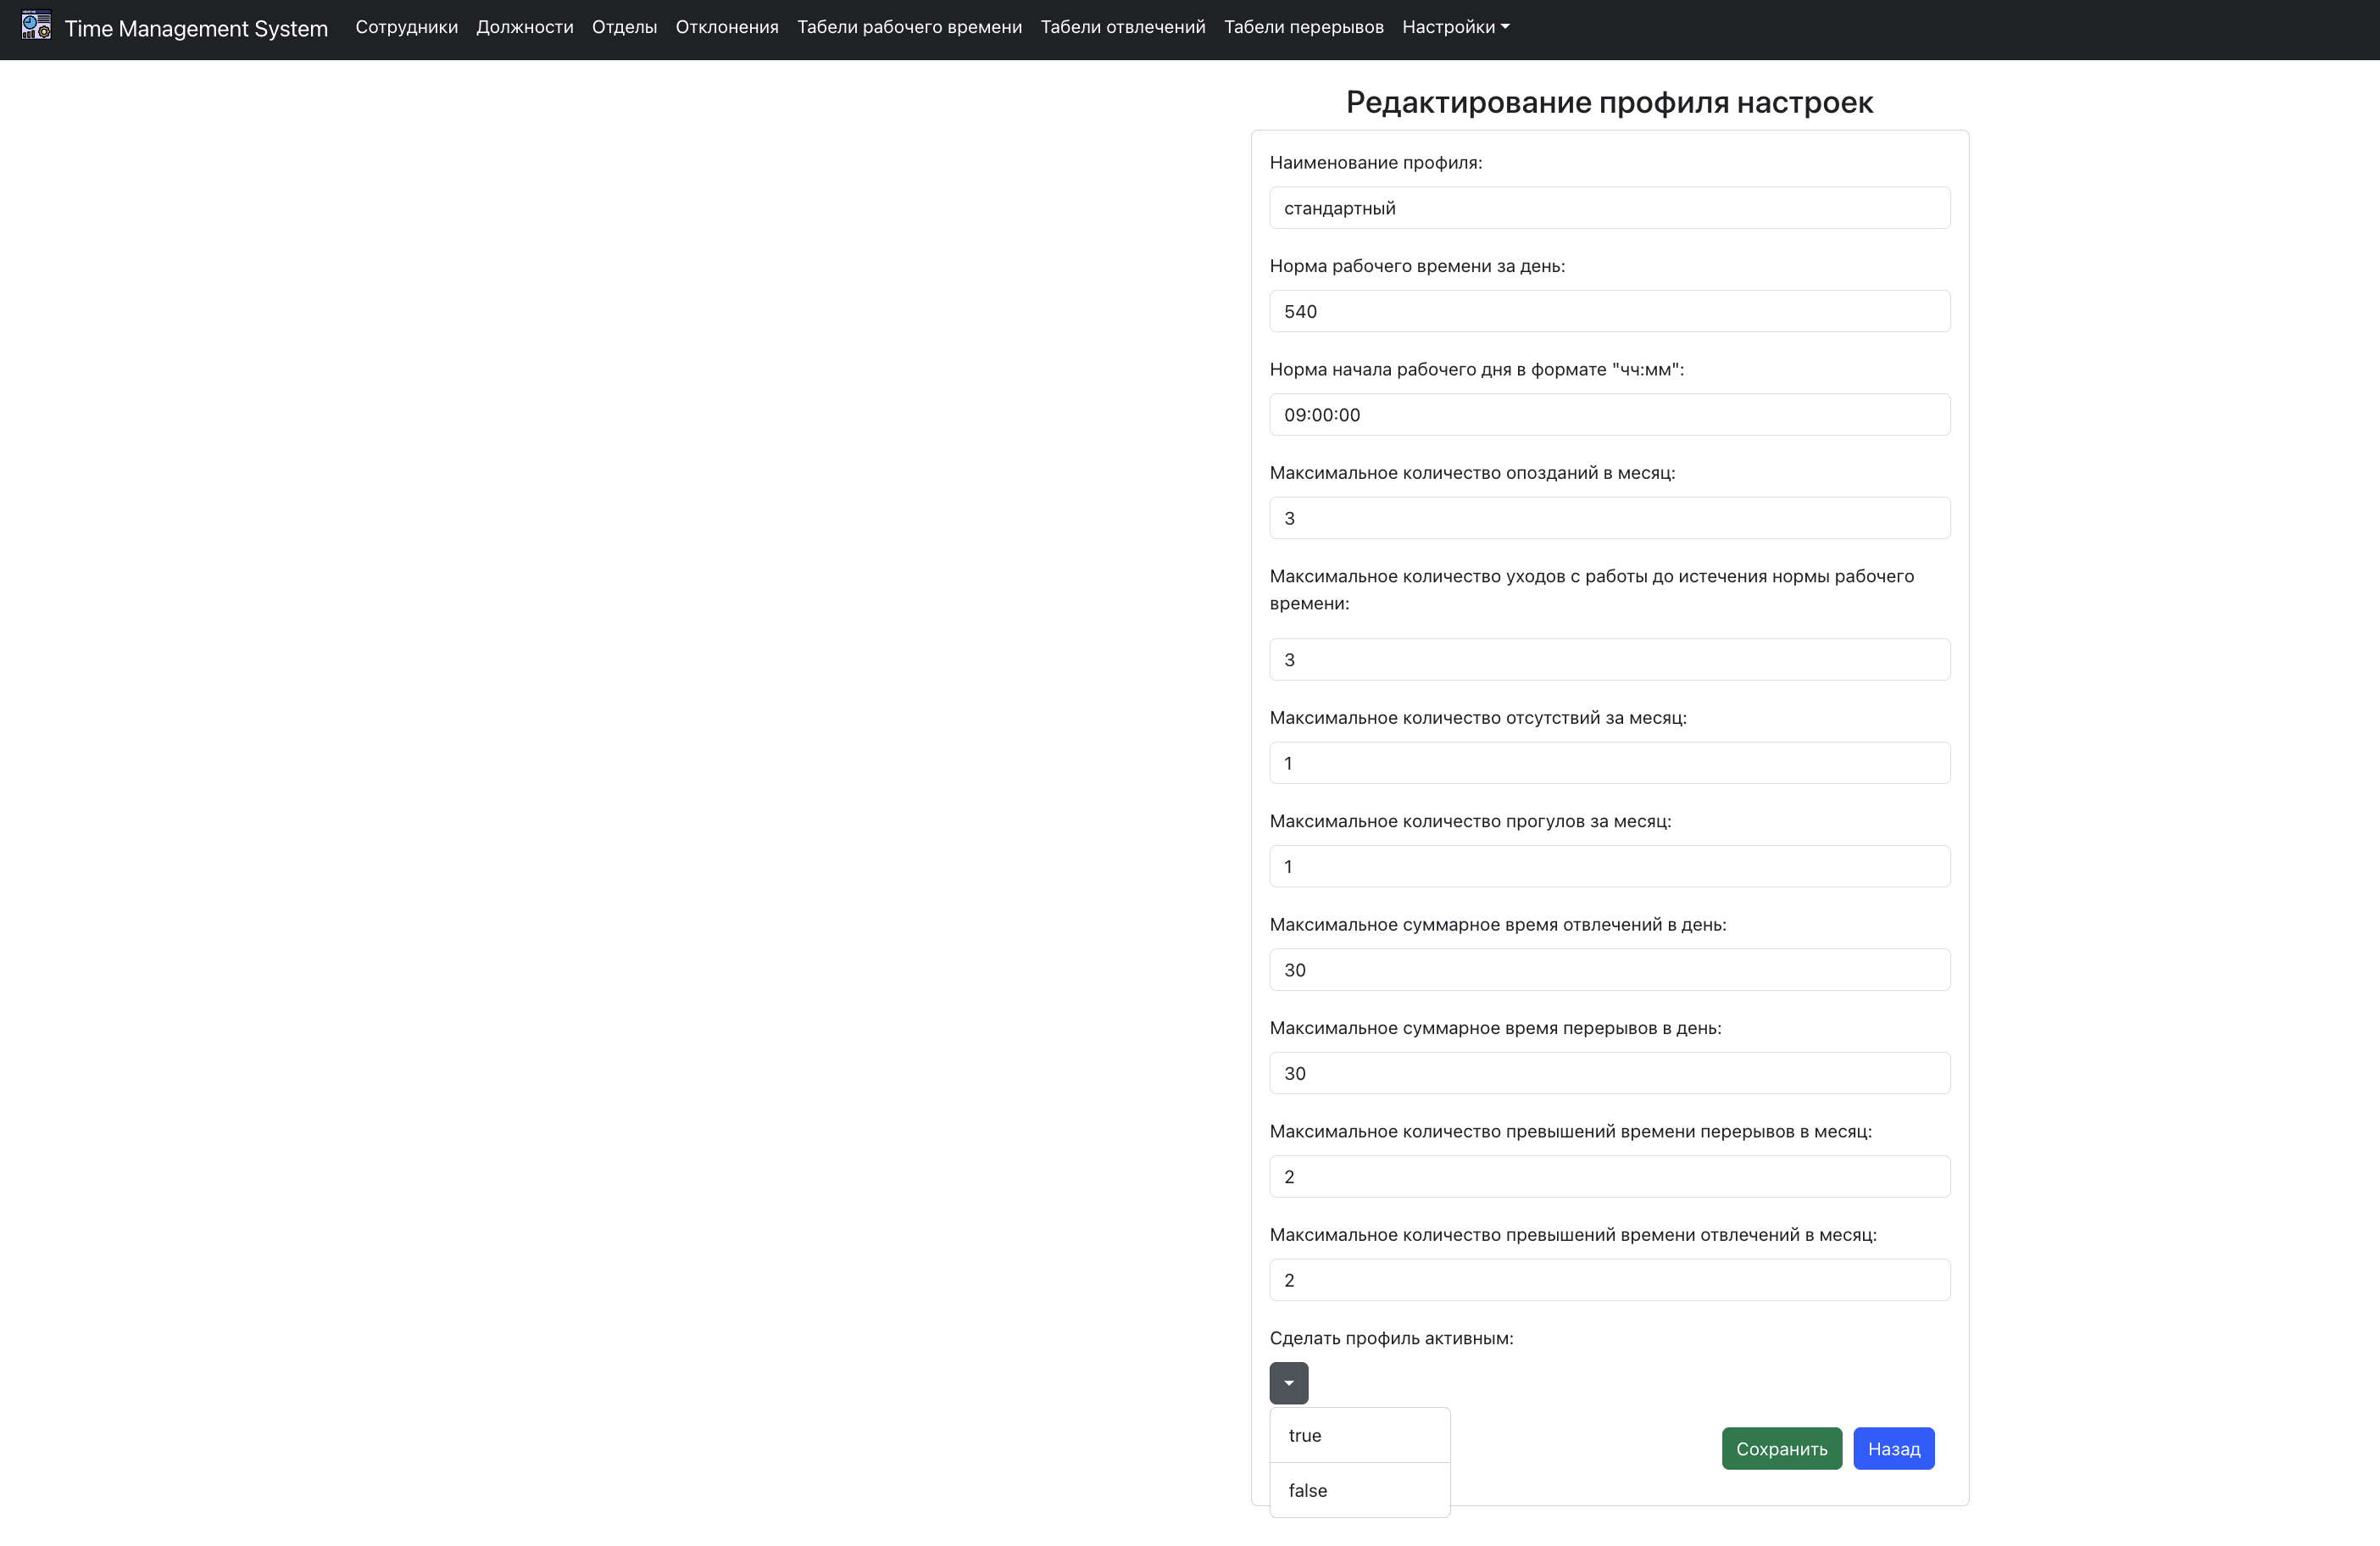 Time Management System Сотрудники Должности Отделы Отклонения Табели рабочего времени Табели отвлечений Табели перерывов Настройки
Редактирование профиля настроек
Наименование профиля:
стандартный
Норма рабочего времени за день:
540
Норма начала рабочего дня в формате "чч:мм":
09:00:00
Максимальное количество опозданий в месяц:
3
Максимальное количество уходов с работы до истечения нормы рабочего
времени:
3
Максимальное количество отсутствий за месяц:
1
Максимальное количество прогулов за месяц:
1
Максимальное суммарное время отвлечений в день:
30
Максимальное суммарное время перерывов в день:
30
Максимальное количество превышений времени перерывов в месяц:
2
Максимальное количество превышений времени отвлечений в месяц:
2
Сделать профиль активным:
true
Сохранить Назад
false